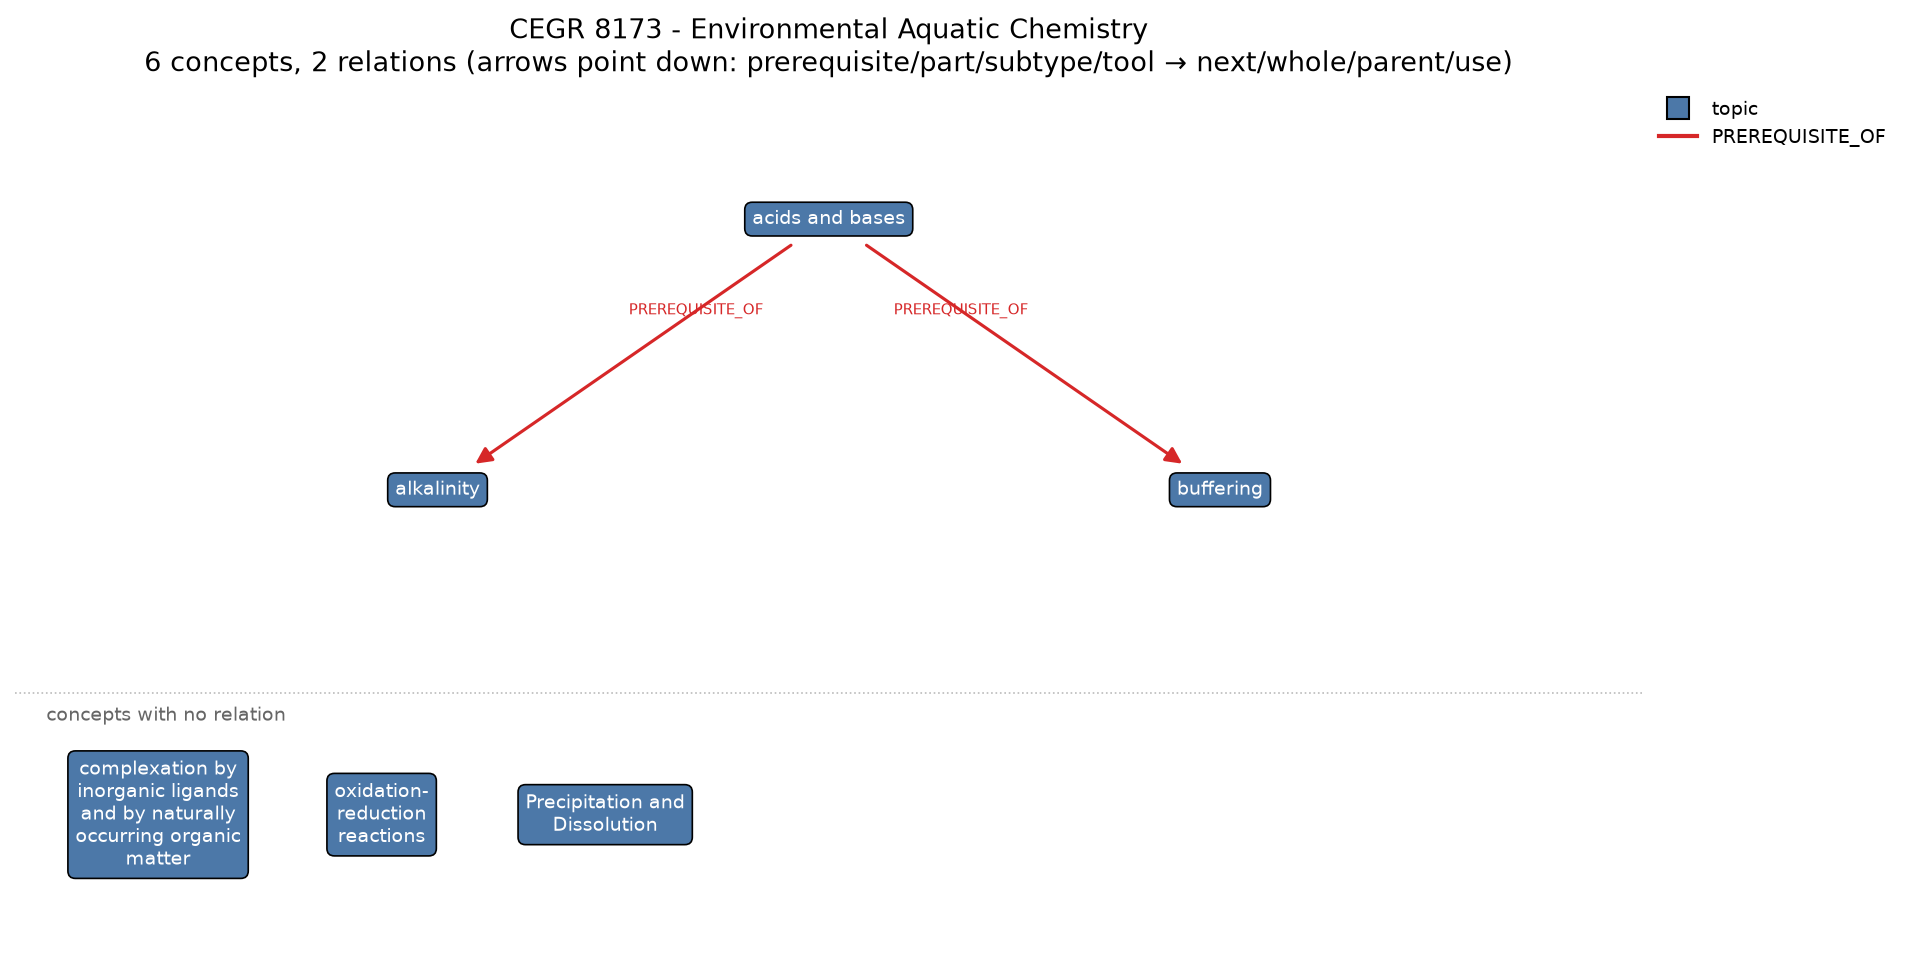 CEGR 8173 - Environmental Aquatic Chemistry
6 concepts, 2 relations (arrows point down: prerequisite/part/subtype/tool → next/whole/parent/use)
topic
PREREQUISITE_OF
acids and bases
PREREQUISITE_OF
PREREQUISITE_OF
alkalinity
buffering
concepts with no relation
complexation by
inorganic ligands
and by naturally
occurring organic
matter
oxidation-
reduction
reactions
Precipitation and
Dissolution